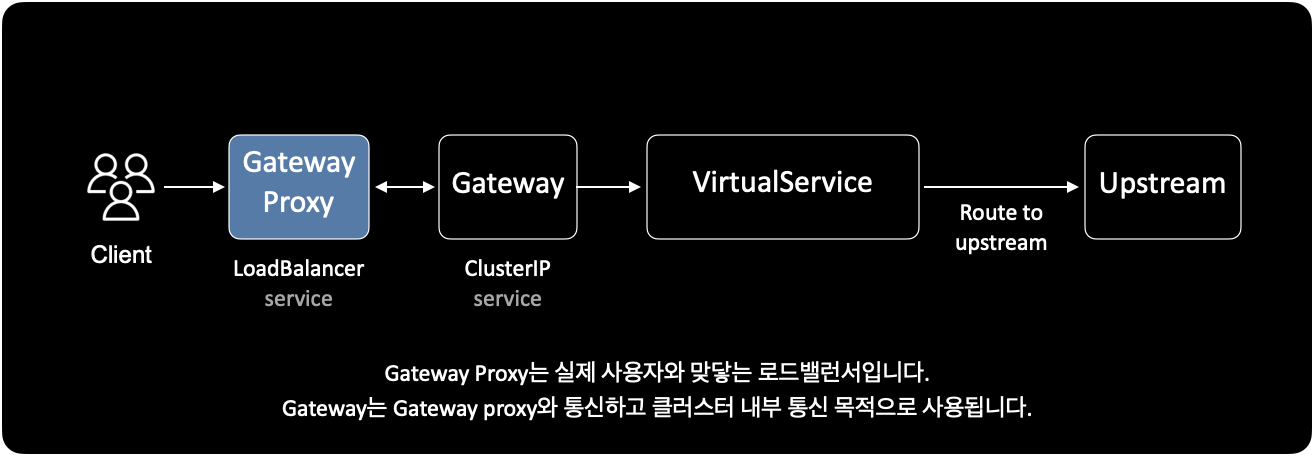 Client
Gateway
Proxy
LoadBalancer
service
Gateway
ClusterIP
service
VirtualService
Route to
upstream
Upstream
Gateway Proxy는 실제 사용자와 맞닿는 로드밸런서입니다.
Gateway는 Gateway proxy와 통신하고 클러스터 내부 통신 목적으로 사용됩니다.